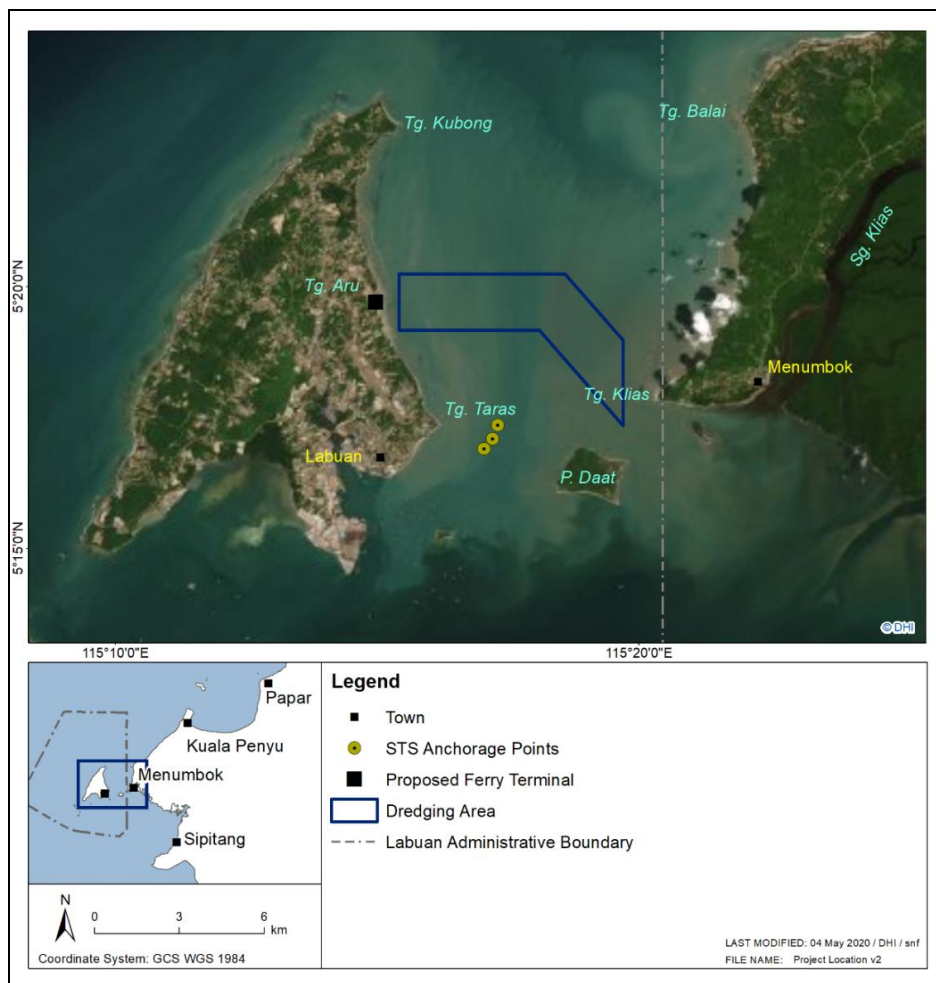 Tg. Kubong
Tg. Balai
Sg. Klias
5°20'0"N
Tg. Aru
Menumbok
Tg. Klias
Tg. Taras
Labuan
P. Daat
5°15'0"N
© DHI
115°10'0"E
115°20'0"E
Papar
Kuala Penyu
Menumbok
Sipitang
N
0 3 6
km
Coordinate System: GCS WGS 1984
Legend
Town
STS Anchorage Points
Proposed Ferry Terminal
Dredging Area
Labuan Administrative Boundary
LAST MODIFIED: 04 May 2020 / DHI / snf
FILE NAME: Project Location v2